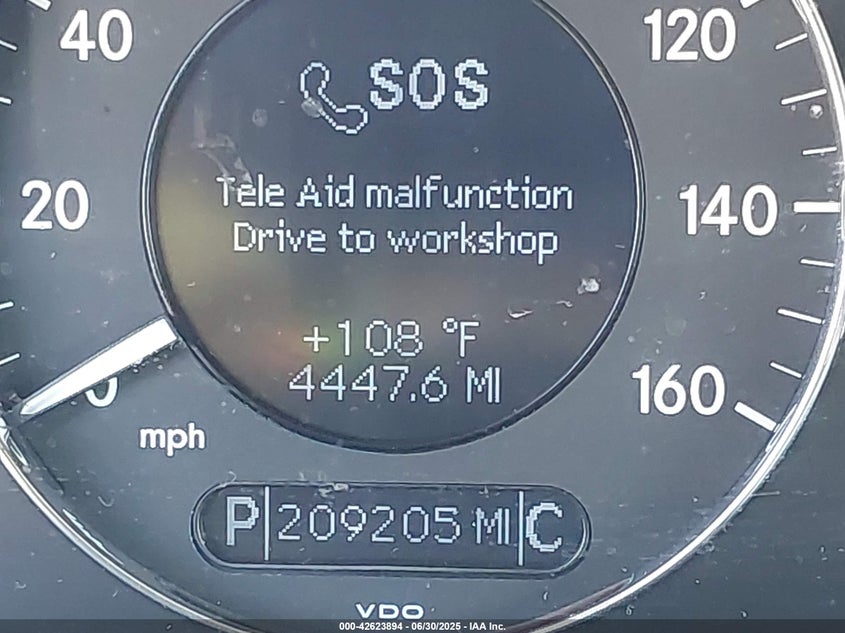 40
120
SOS
20
Tele Aid malfunction
140
Drive to workshop
+108 °F
4447.6 MI
0
160
mph
P 209205 MI C
VDO
000-42623894 - 06/30/2025 - IAA Inc.